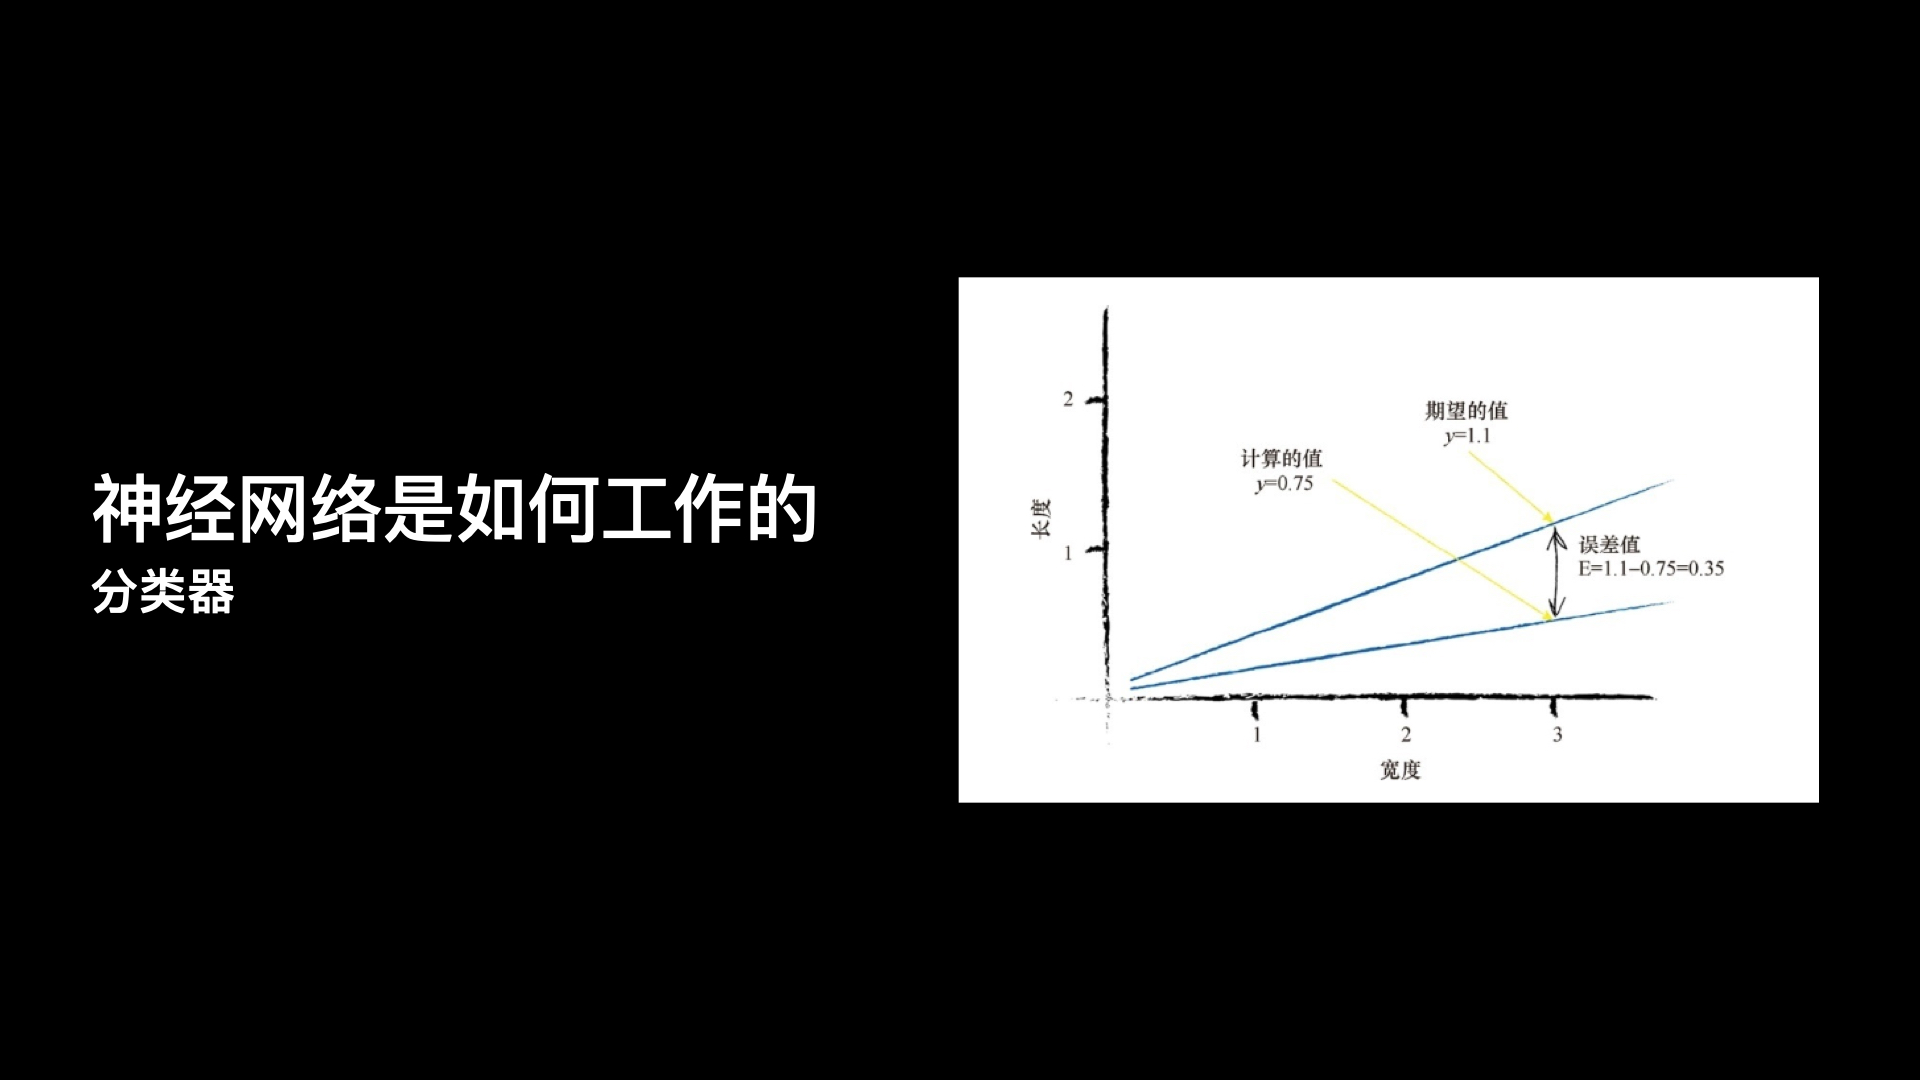 神经网络是如何工作的
分类器
2
期望的值
y=1.1
计算的值
y=0.75
长度
1
误差值
E=1.1–0.75=0.35
1
2
3
宽度